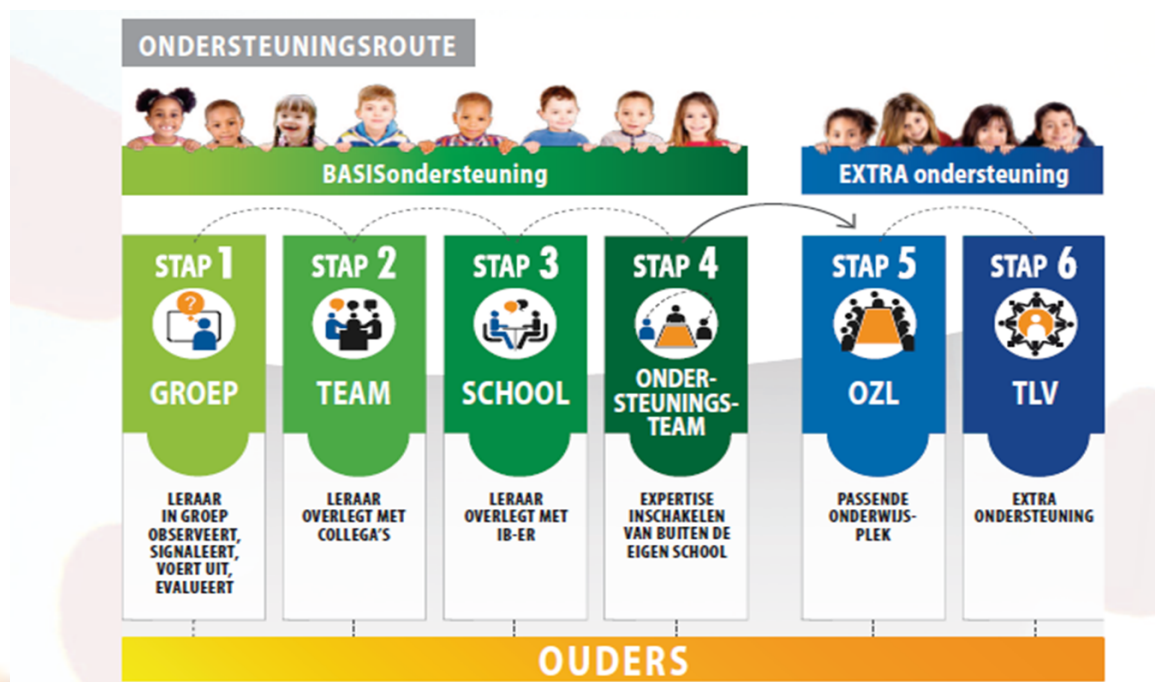 ONDERSTEUNINGSROUTE
BASISondersteuning
EXTRA ondersteuning
STAP 1
?
GROEP
LERAAR
IN GROEP
OBSERVEERT,
SIGNALEERT,
VOERT UIT,
EVALUEERT
STAP 2
TEAM
LERAAR
OVERLEGT MET
COLLEGA'S
STAP 3
SCHOOL
LERAAR
OVERLEGT MET
IB-ER
STAP 4
ONDER-
STEUNINGS-
TEAM
EXPERTISE
INSCHAKELEN
VAN BUITEN DE
EIGEN SCHOOL
STAP 5
OZL
PASSENDE
ONDERWIJS-
PLEK
STAP 6
TLV
EXTRA
ONDERSTEUNING
OUDERS